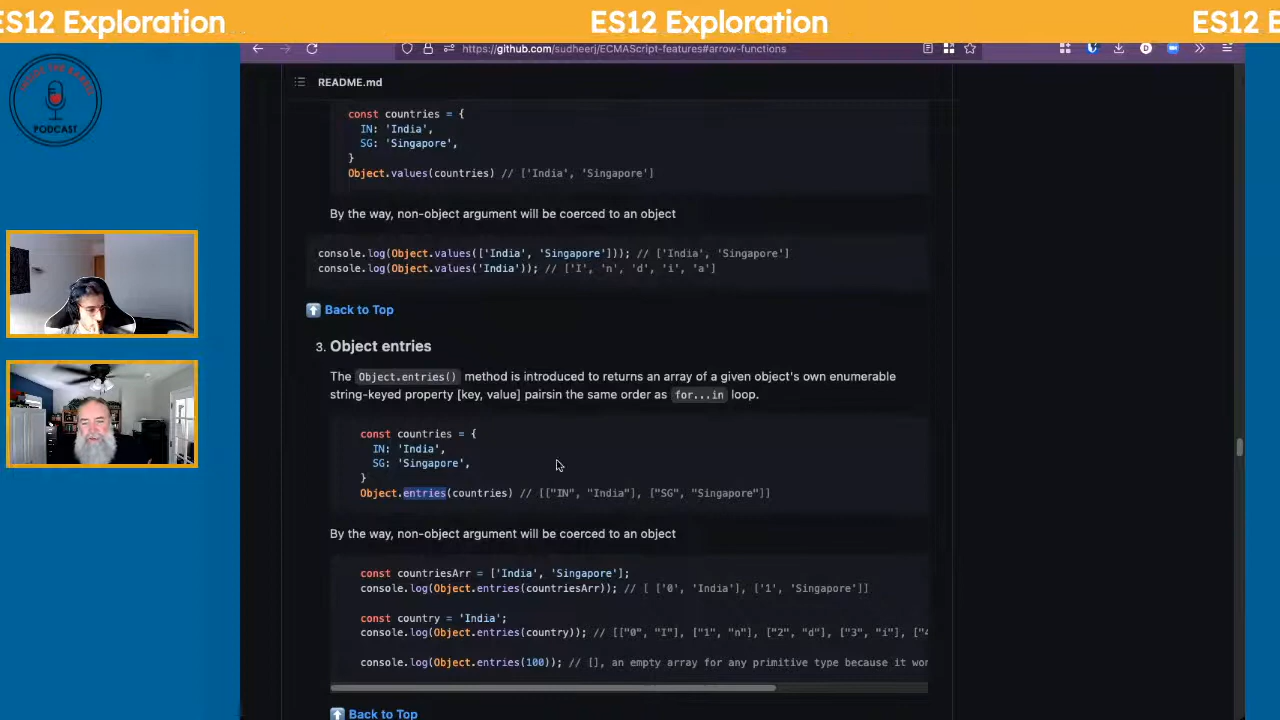 ES12 Exploration
ES12 Exploration
ES12 E
PODCAST
https://github.com/sudheerj/ECMAScript-features#arrow-functions
README.md
const countries = {
IN: 'India',
SG: 'Singapore',
}
Object.values(countries) // ['India', 'Singapore']
By the way, non-object argument will be coerced to an object
console.log(Object.values(['India', 'Singapore'])); // ['India', 'Singapore']
console.log(Object.values('India')); // ['I', 'n', 'd', 'i', 'a']
Back to Top
3. Object entries
The Object.entries() method is introduced to returns an array of a given object's own enumerable
string-keyed property [key, value] pairsin the same order as for...in loop.
const countries = {
IN: 'India',
SG: 'Singapore',
}
Object.entries(countries) // [["IN", "India"], ["SG", "Singapore"]]
By the way, non-object argument will be coerced to an object
const countriesArr = ['India', 'Singapore'];
console.log(Object.entries(countriesArr)); // [ ['0', 'India'], ['1', 'Singapore']]
const country = 'India';
console.log(Object.entries(country)); // [["0", "I"], ["1", "n"], ["2", "d"], ["3", "i"], ["4
console.log(Object.entries(100)); // [], an empty array for any primitive type because it wor
Back to Top